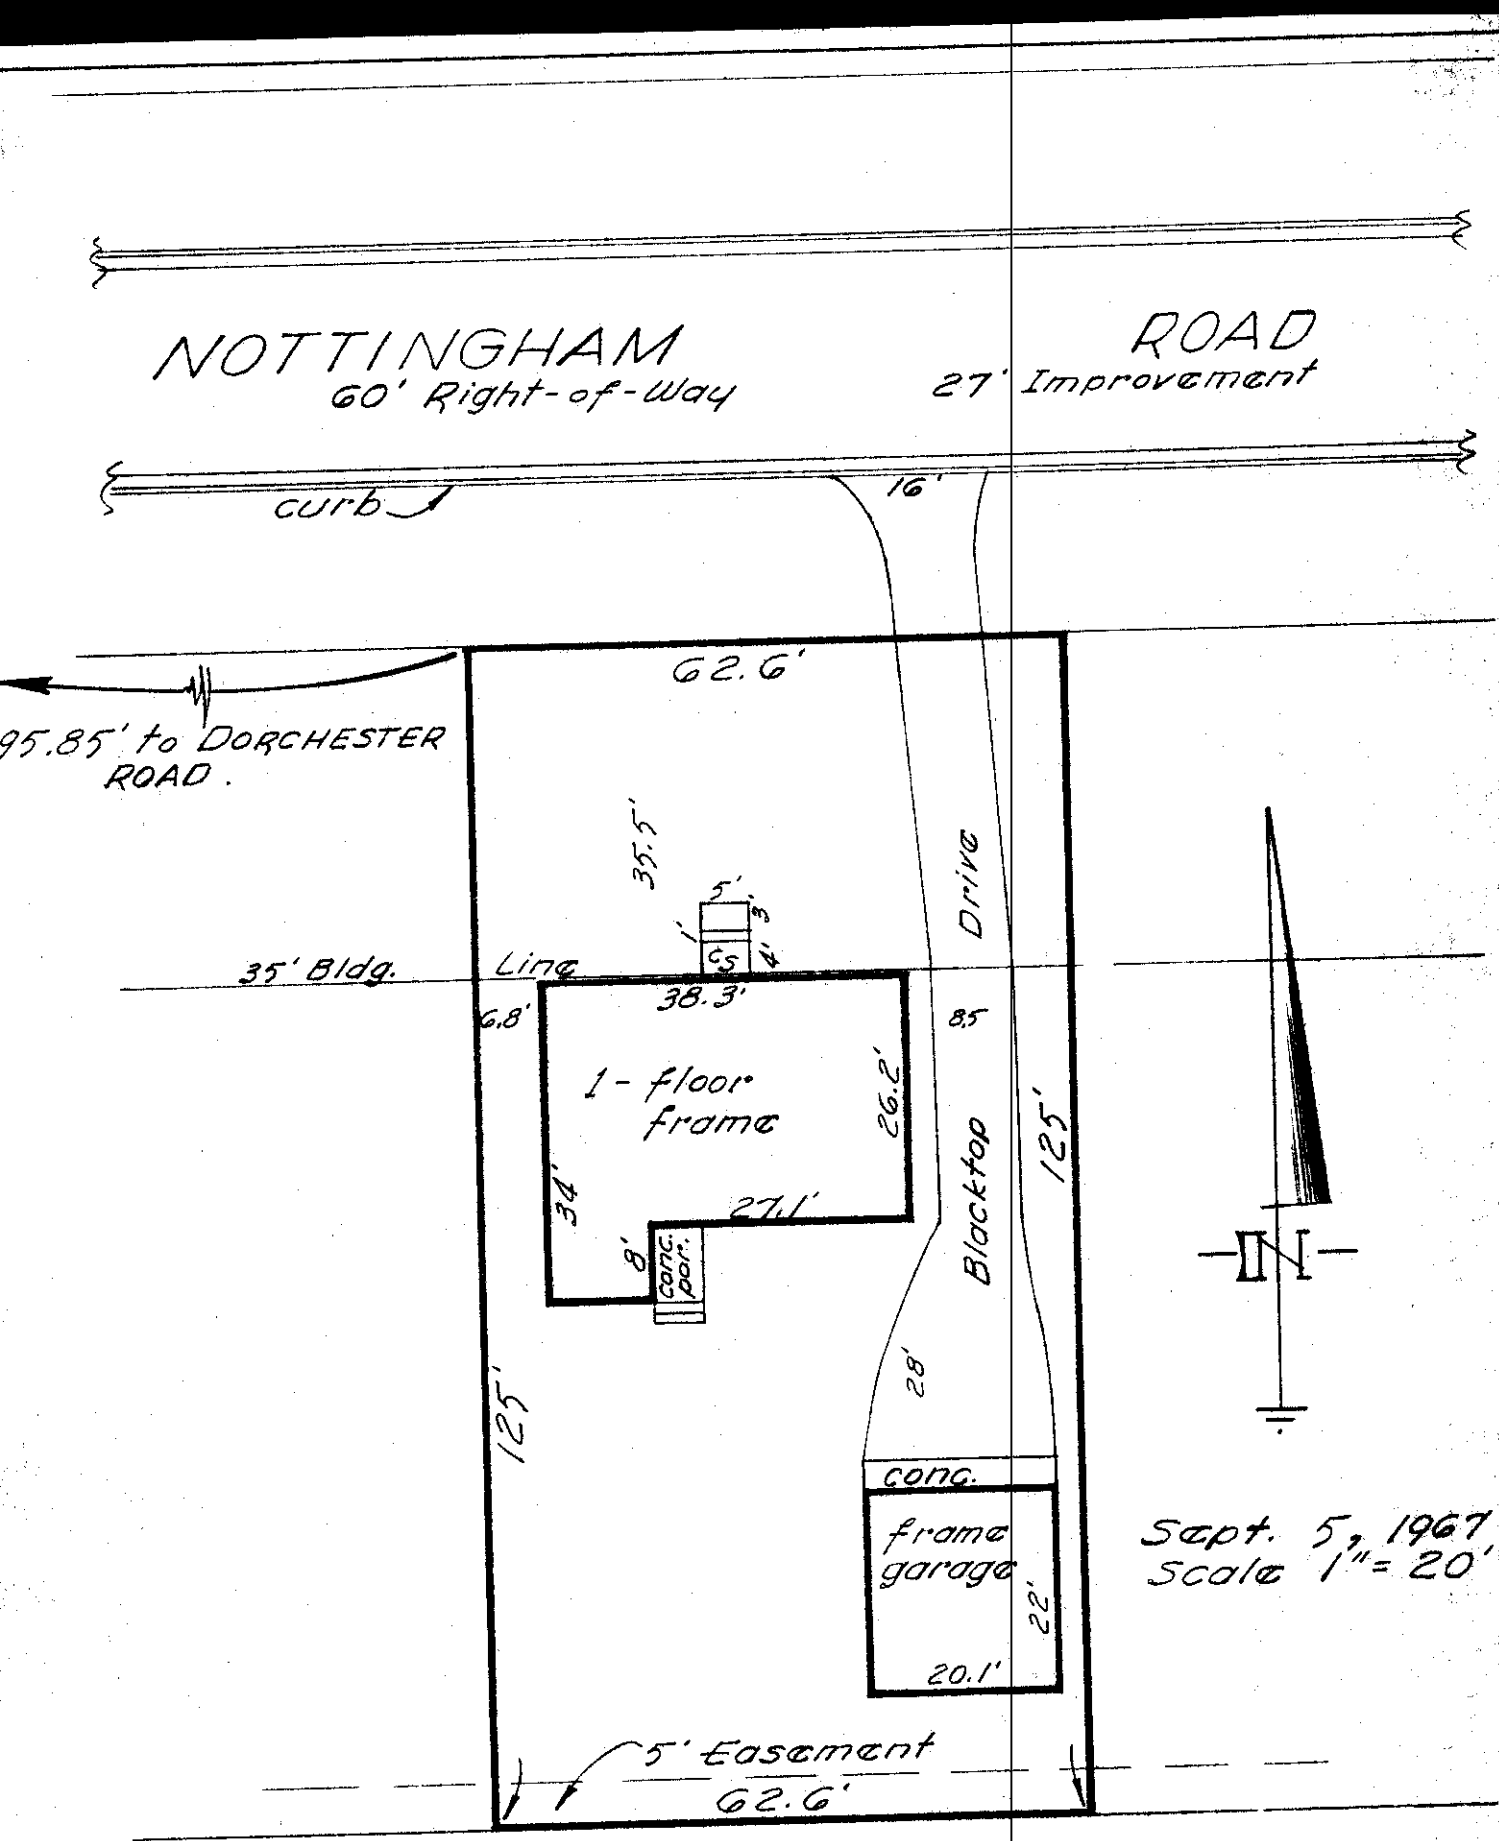 NOTTINGHAM ROAD
60' Right-of-Way 27' Improvement
curb
16'
62.6'
95.85' to DORCHESTER
ROAD.
35.5'
5'
3'
1'
cs
4'
Drive
35' Bldg. Line
38.3'
6.8'
8.5
1- floor
frame
26.2'
125'
Blacktop
34'
27.1'
8'
conc.
por.
28'
125'
N
conc.
frame
garage
22'
20.1'
Sept. 5, 1967
Scale 1" = 20'
5' Easement
62.6'